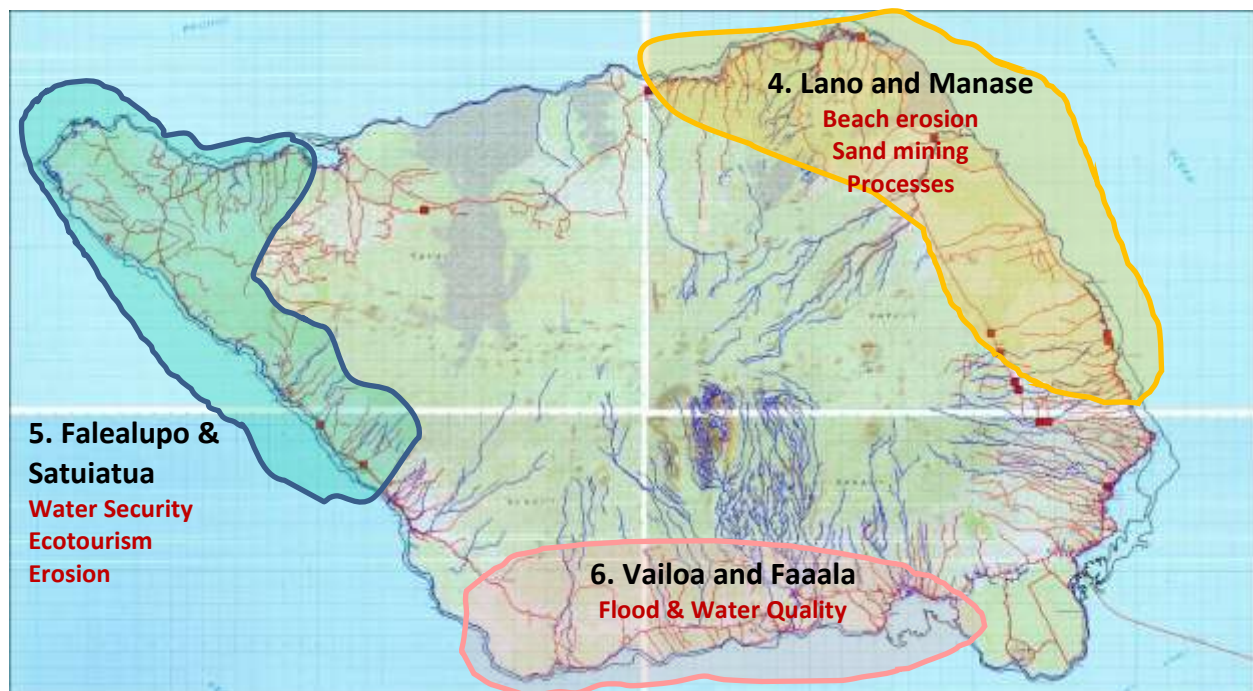 4. Lano and Manase
Beach erosion
Sand mining
Processes
5. Falealupo &
Satuiatua
Water Security
Ecotourism
Erosion
6. Vailoa and Faaala
Flood & Water Quality